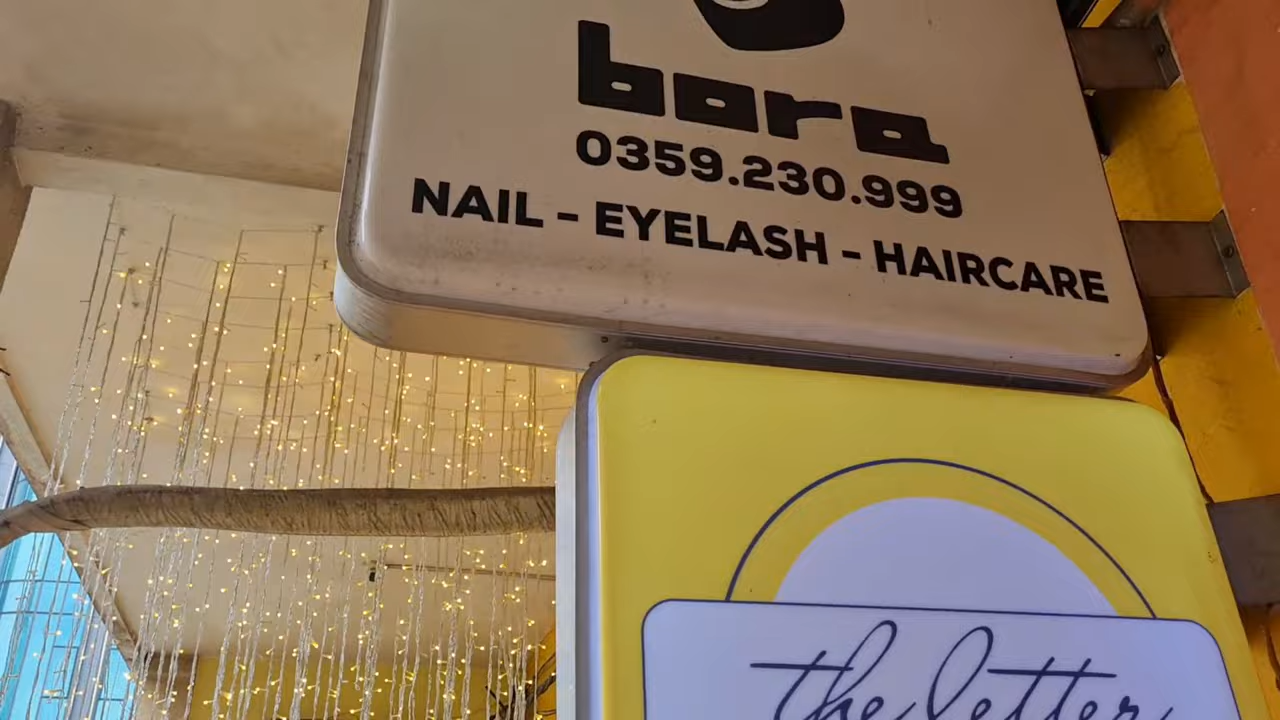 bora
0359.230.999
NAIL - EYELASH - HAIRCARE
the letter